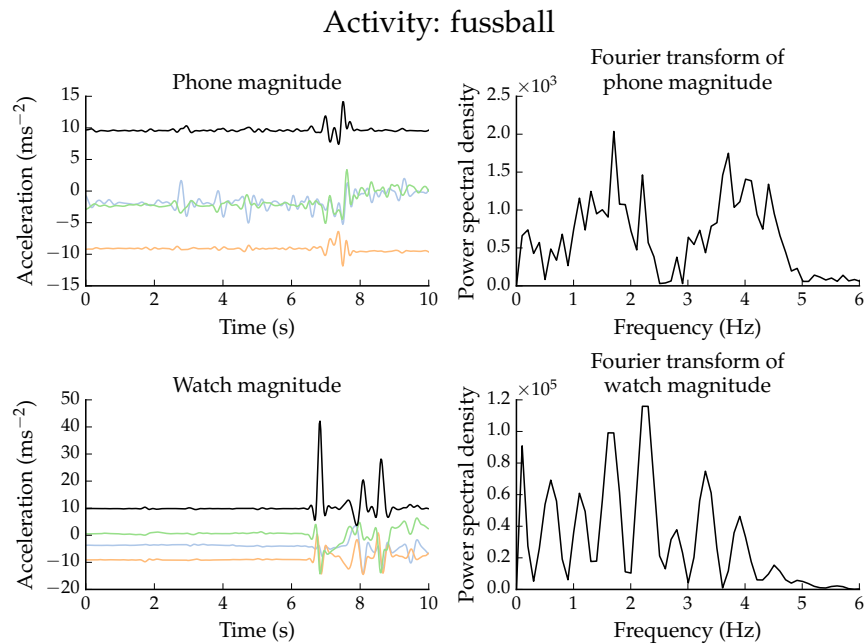 Activity: fussball
Phone magnitude
Acceleration (ms⁻²)
15
10
5
0
−5
−10
−15
0 2 4 6 8 10
Time (s)
Fourier transform of
phone magnitude
×10³
Power spectral density
2.5
2.0
1.5
1.0
0.5
0.0
0 1 2 3 4 5 6
Frequency (Hz)
Watch magnitude
Acceleration (ms⁻²)
50
40
30
20
10
0
−10
−20
0 2 4 6 8 10
Time (s)
Fourier transform of
watch magnitude
×10⁵
Power spectral density
1.2
1.0
0.8
0.6
0.4
0.2
0.0
0 1 2 3 4 5 6
Frequency (Hz)